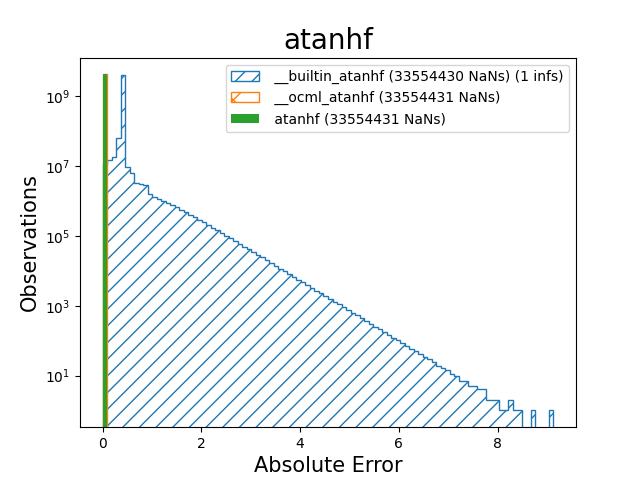 atanhf
__builtin_atanhf (33554430 NaNs) (1 infs)
__ocml_atanhf (33554431 NaNs)
atanhf (33554431 NaNs)
Observations
10⁹
10⁷
10⁵
10³
10¹
0 2 4 6 8
Absolute Error